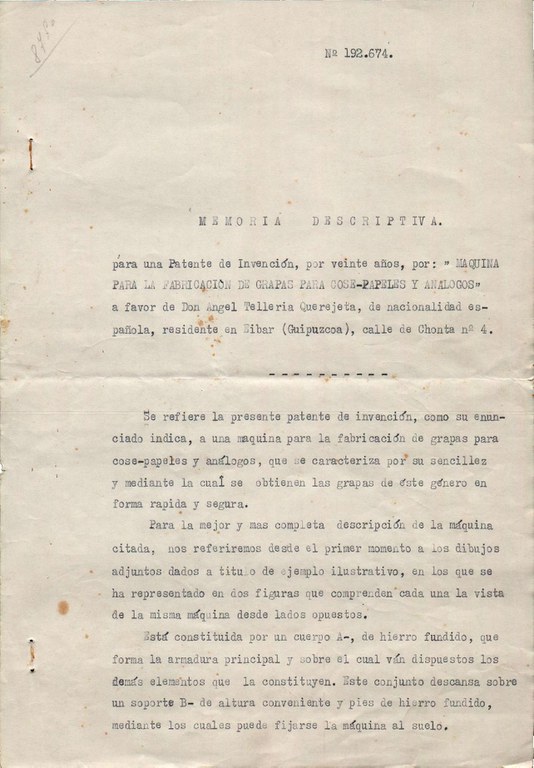 Nº 192.674.
MEMORIA DESCRIPTIVA.
para una Patente de Invención, por veinte años, por: " MAQUINA
PARA LA FABRICACIÓN DE GRAPAS PARA COSE-PAPELES Y ANALOGOS"
a favor de Don Angel Telleria Querejeta, de nacionalidad es-
pañola, residente en Eibar (Guipuzcoa), calle de Chonta nº 4.
----------
Se refiere la presente patente de invención, como su enun-
ciado indica, a una maquina para la fabricación de grapas para
cose-papeles y análogos, que se caracteriza por su sencillez
y mediante la cual se obtienen las grapas de éste género en
forma rapida y segura.
Para la mejor y mas completa descripción de la máquina
citada, nos referiremos desde el primer momento a los dibujos
adjuntos dados a titulo de ejemplo ilustrativo, en los que se
ha representado en dos figuras que comprenden cada una la vista
de la misma máquina desde lados opuestos.
Está constituida por un cuerpo A-, de hierro fundido, que
forma la armadura principal y sobre el cual ván dispuestos los
demás elementos que la constituyen. Este conjunto descansa sobre
un soporte B- de altura conveniente y pies de hierro fundido,
mediante los cuales puede fijarse la máquina al suelo.